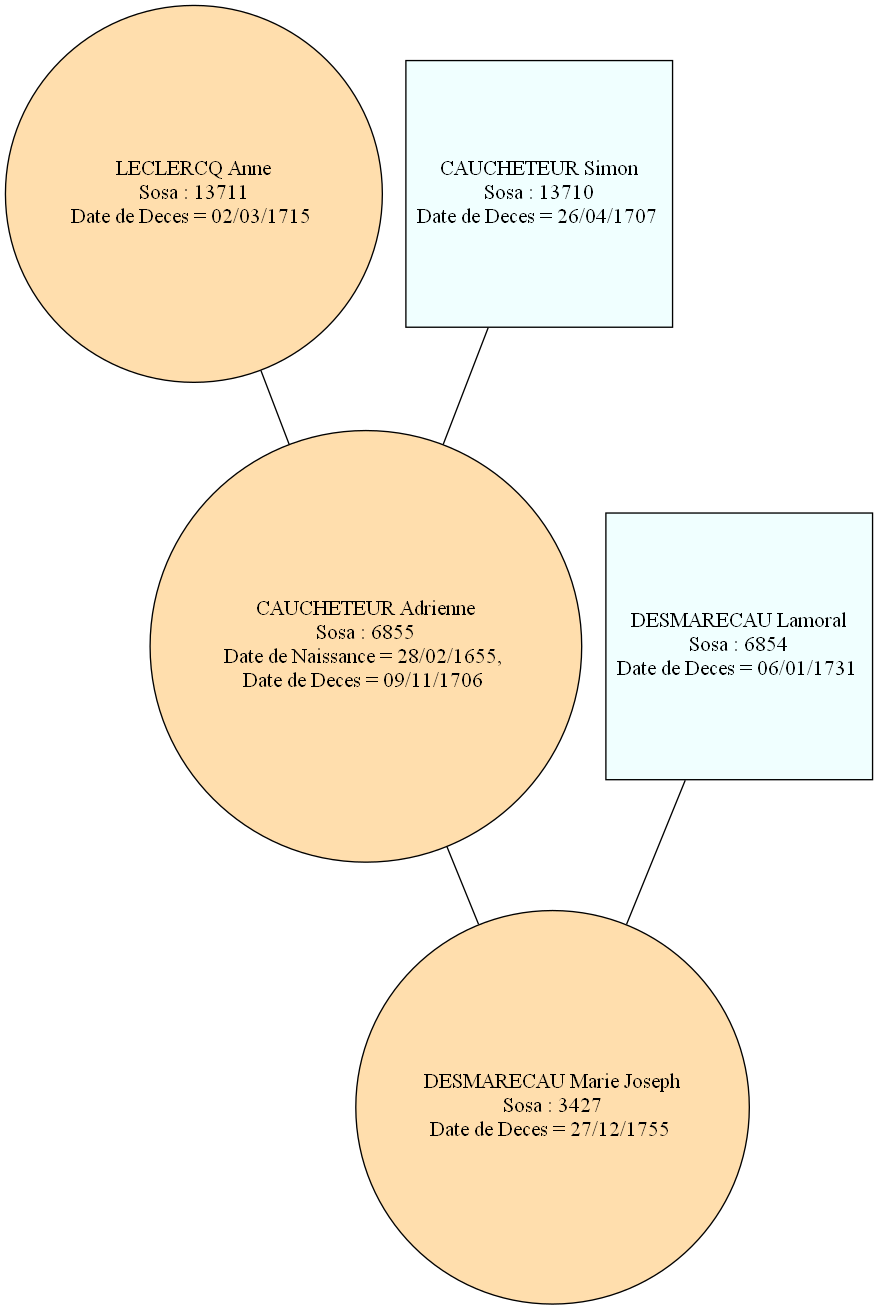 LECLERCQ Anne
Sosa : 13711
Date de Deces = 02/03/1715
CAUCHETEUR Simon
Sosa : 13710
Date de Deces = 26/04/1707
CAUCHETEUR Adrienne
Sosa : 6855
Date de Naissance = 28/02/1655,
Date de Deces = 09/11/1706
DESMARECAU Lamoral
Sosa : 6854
Date de Deces = 06/01/1731
DESMARECAU Marie Joseph
Sosa : 3427
Date de Deces = 27/12/1755